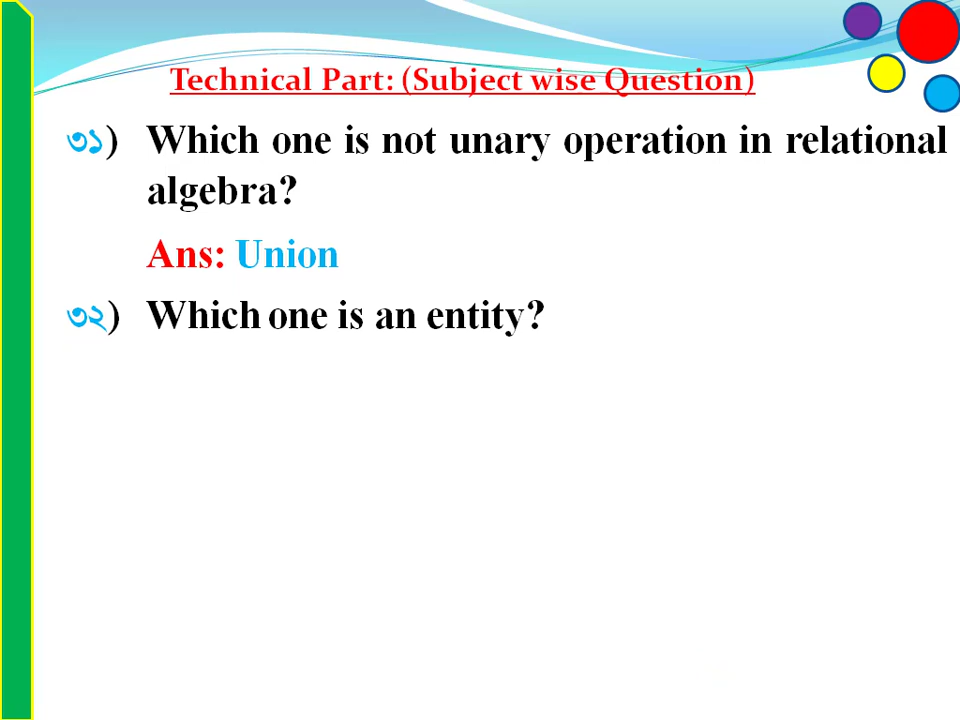 Technical Part: (Subject wise Question)
৩১) Which one is not unary operation in relational
algebra?
Ans: Union
৩২) Which one is an entity?